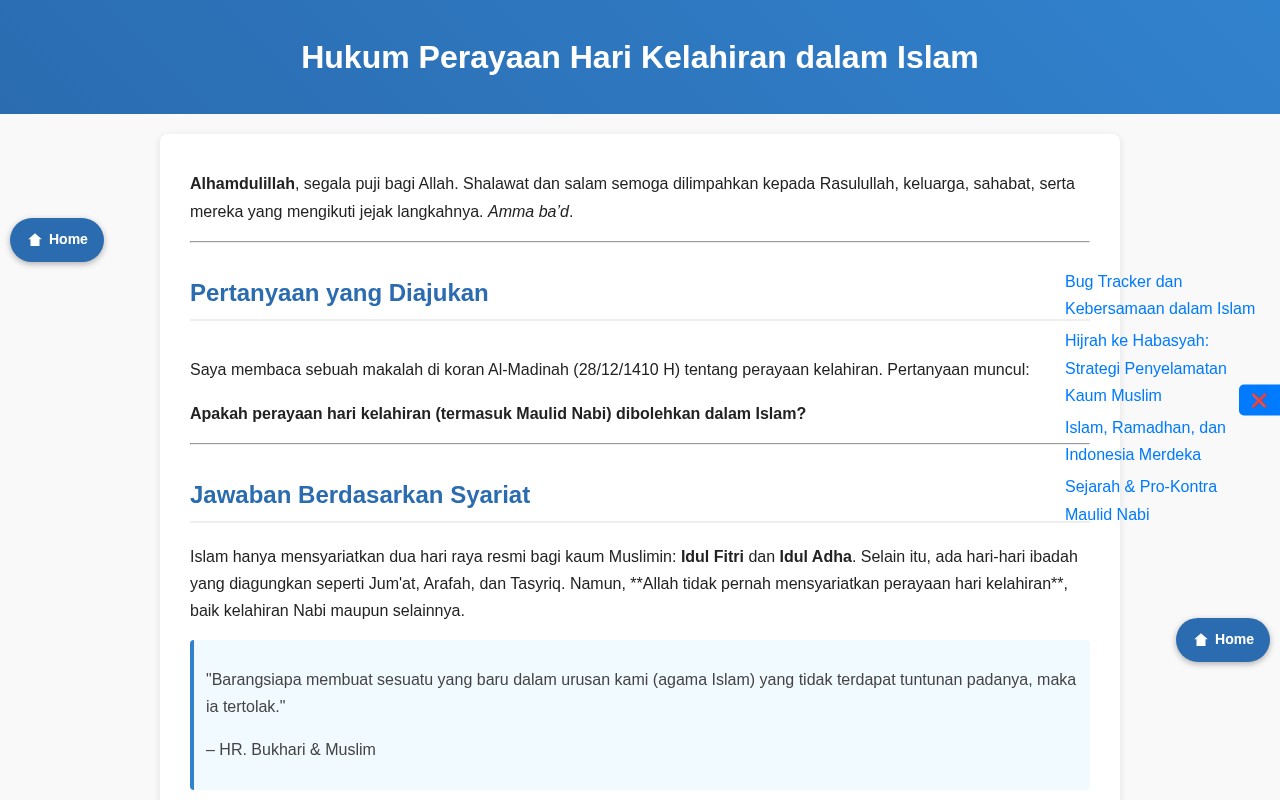 Hukum Perayaan Hari Kelahiran dalam Islam
Alhamdulillah, segala puji bagi Allah. Shalawat dan salam semoga dilimpahkan kepada Rasulullah, keluarga, sahabat, serta
mereka yang mengikuti jejak langkahnya. Amma ba’d.
Home
Pertanyaan yang Diajukan
Saya membaca sebuah makalah di koran Al-Madinah (28/12/1410 H) tentang perayaan kelahiran. Pertanyaan muncul:
Apakah perayaan hari kelahiran (termasuk Maulid Nabi) dibolehkan dalam Islam?
Bug Tracker dan
Kebersamaan dalam Islam
Hijrah ke Habasyah:
Strategi Penyelamatan
Kaum Muslim
Islam, Ramadhan, dan
Indonesia Merdeka
Sejarah & Pro-Kontra
Maulid Nabi
Jawaban Berdasarkan Syariat
Islam hanya mensyariatkan dua hari raya resmi bagi kaum Muslimin: Idul Fitri dan Idul Adha. Selain itu, ada hari-hari ibadah
yang diagungkan seperti Jum'at, Arafah, dan Tasyriq. Namun, **Allah tidak pernah mensyariatkan perayaan hari kelahiran**,
baik kelahiran Nabi maupun selainnya.
Home
"Barangsiapa membuat sesuatu yang baru dalam urusan kami (agama Islam) yang tidak terdapat tuntunan padanya, maka
ia tertolak."
– HR. Bukhari & Muslim